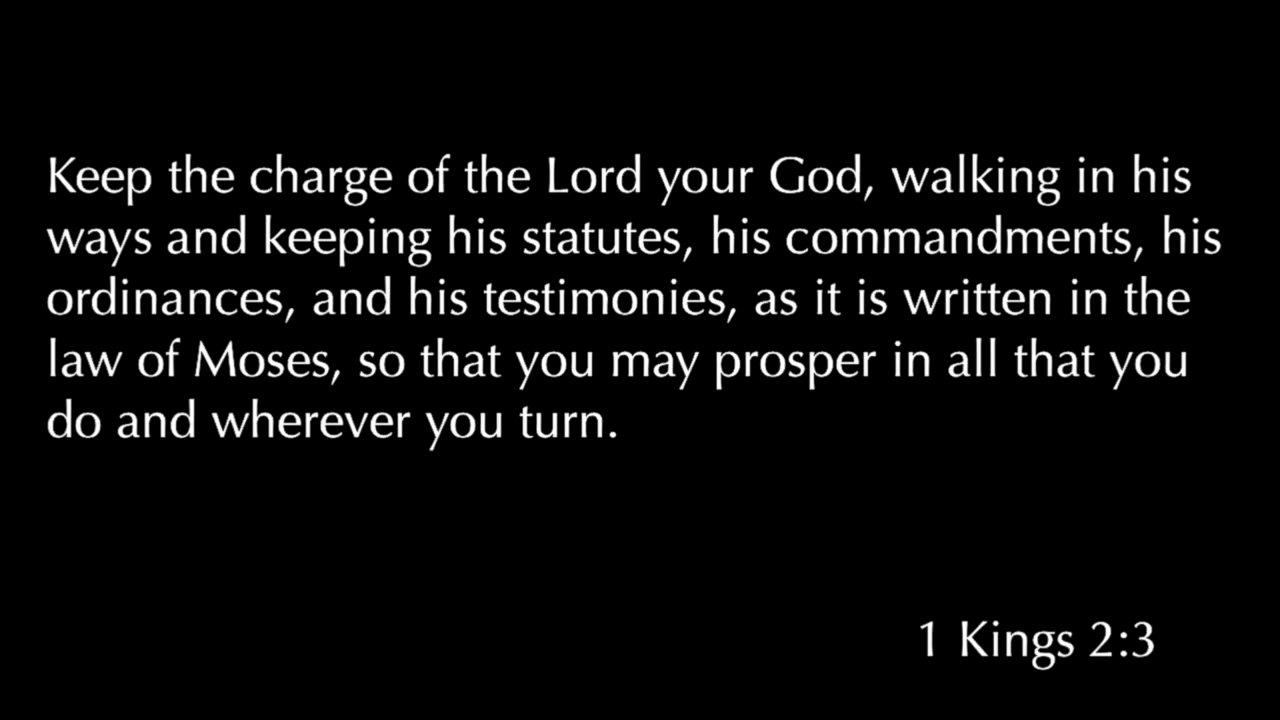 Keep the charge of the Lord your God, walking in his
ways and keeping his statutes, his commandments, his
ordinances, and his testimonies, as it is written in the
law of Moses, so that you may prosper in all that you
do and wherever you turn.
1 Kings 2:3